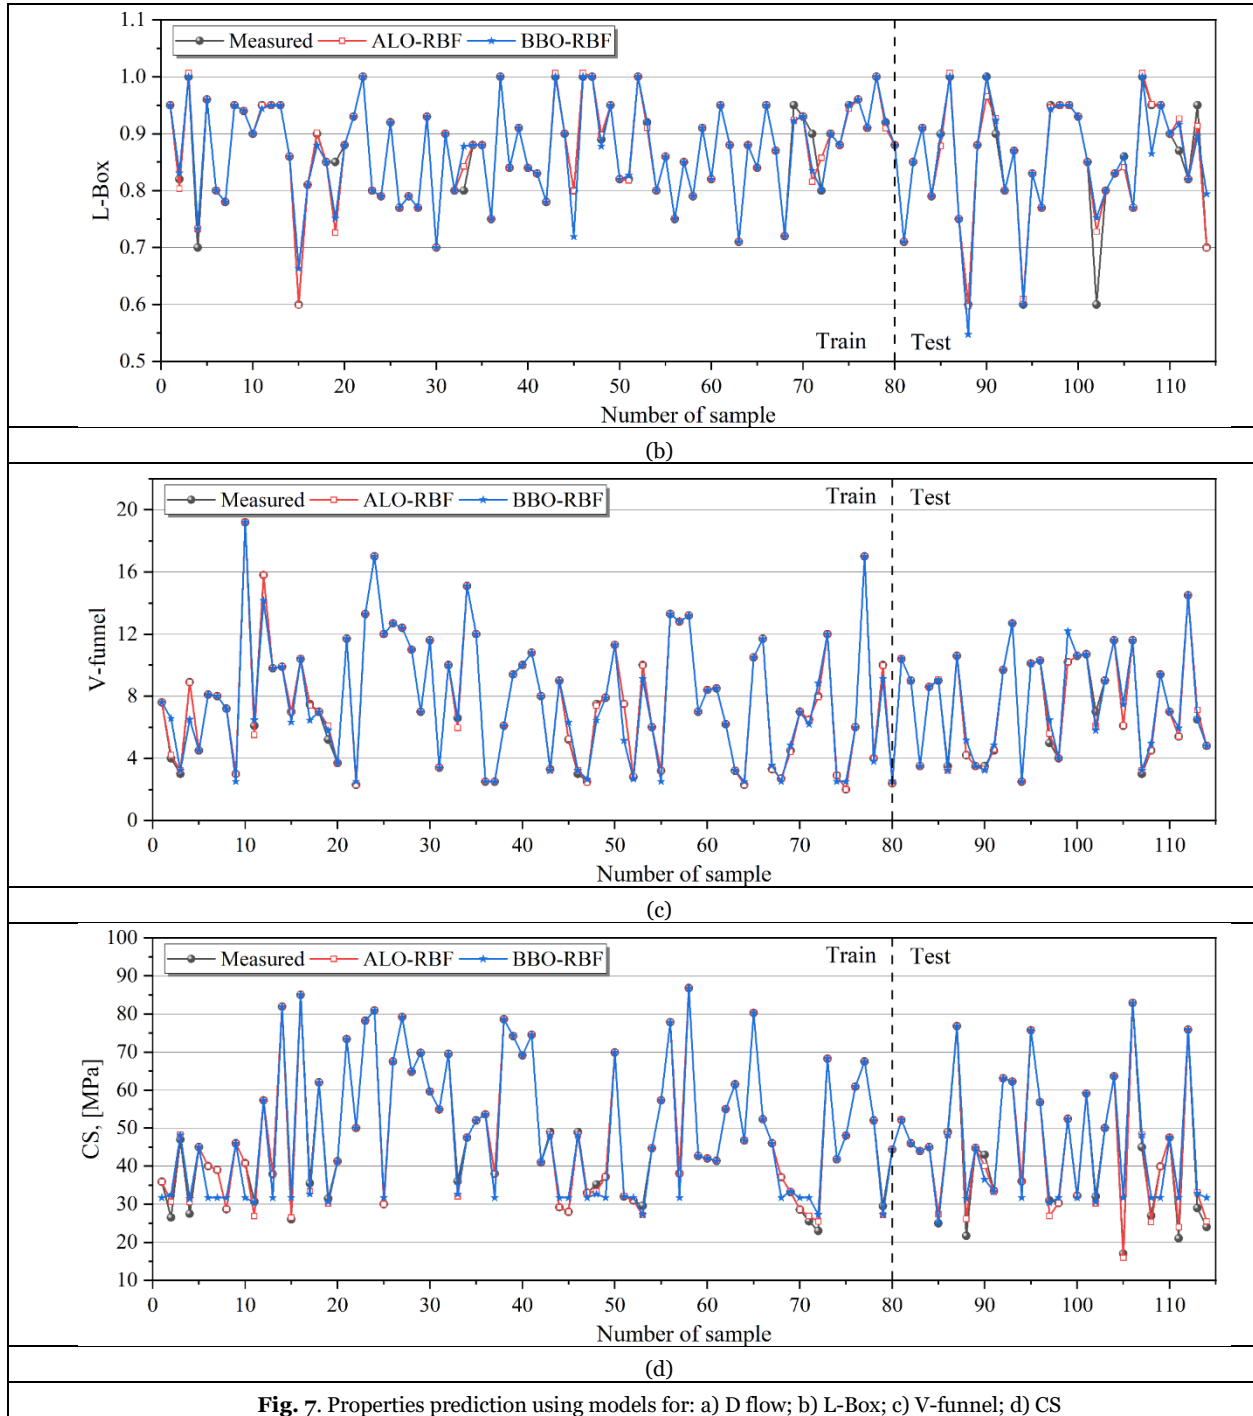 Measured ALO-RBF BBO-RBF
1.1
1.0
0.9
0.8
0.7
0.6
0.5
L-Box
Train Test
0 10 20 30 40 50 60 70 80 90 100 110
Number of sample
(b)
Measured ALO-RBF BBO-RBF
Train Test
20
16
12
8
4
0
V-funnel
0 10 20 30 40 50 60 70 80 90 100 110
Number of sample
(c)
Measured ALO-RBF BBO-RBF
Train Test
100
90
80
70
60
50
40
30
20
10
CS, [MPa]
0 10 20 30 40 50 60 70 80 90 100 110
Number of sample
(d)
Fig. 7. Properties prediction using models for: a) D flow; b) L-Box; c) V-funnel; d) CS